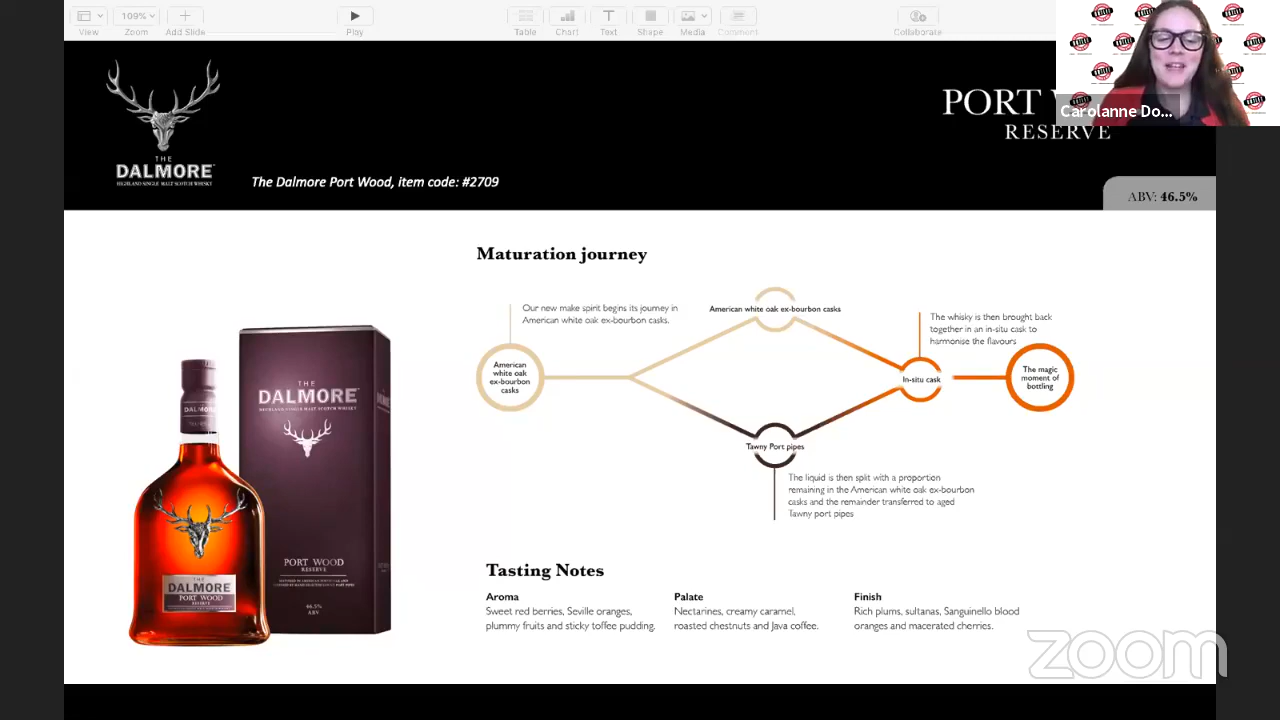 109%
View
Zoom
Add Slide
Play
Table
Chart
Text
Shape
Media
Comment
Collaborate
Carolanne Do...
THE
DALMORE
HIGHLAND SINGLE MALT SCOTCH WHISKY
The Dalmore Port Wood, item code: #2709
PORT
RESERVE
ABV: 46.5%
Maturation journey
Our new make spirit begins its journey in
American white oak ex-bourbon casks.
American white oak ex-bourbon casks
The whisky is then brought back
together in an in-situ cask to
harmonise the flavours
American
white oak
ex-bourbon
casks
In-situ cask
The magic
moment of
bottling
Tawny Port pipes
The liquid is then split with a proportion
remaining in the American white oak ex-bourbon
casks and the remainder transferred to aged
Tawny port pipes
THE
DALMORE
HIGHLAND SINGLE MALT SCOTCH WHISKY
PORT WOOD
RESERVE
46.5%
ABV
DALMORE
THE
DALMORE
PORT WOOD
RESERVE
Tasting Notes
Aroma
Sweet red berries, Seville oranges,
plummy fruits and sticky toffee pudding.
Palate
Nectarines, creamy caramel,
roasted chestnuts and Java coffee.
Finish
Rich plums, sultanas, Sanguinello blood
oranges and macerated cherries.
zoom